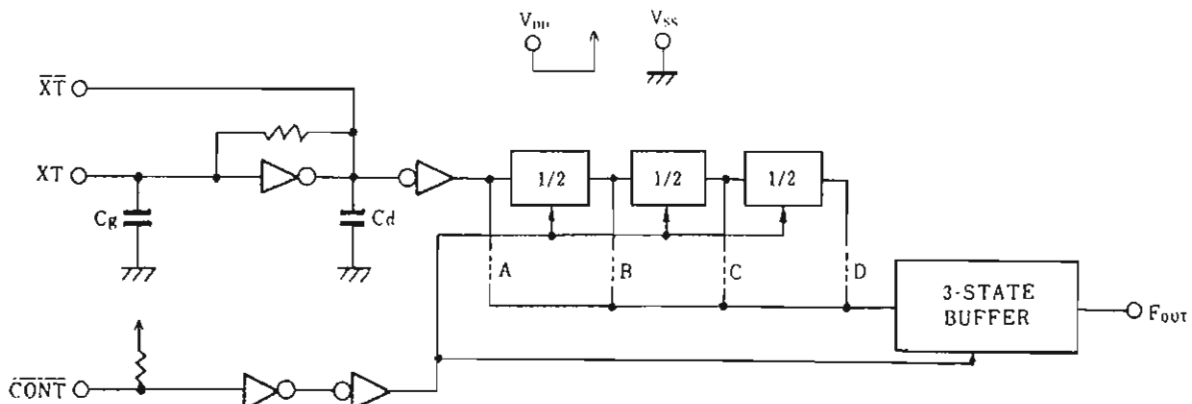 VDD
VSS
XT
XT
Cg
Cd
1/2
1/2
1/2
A
B
C
D
3-STATE
BUFFER
FOUT
CONT